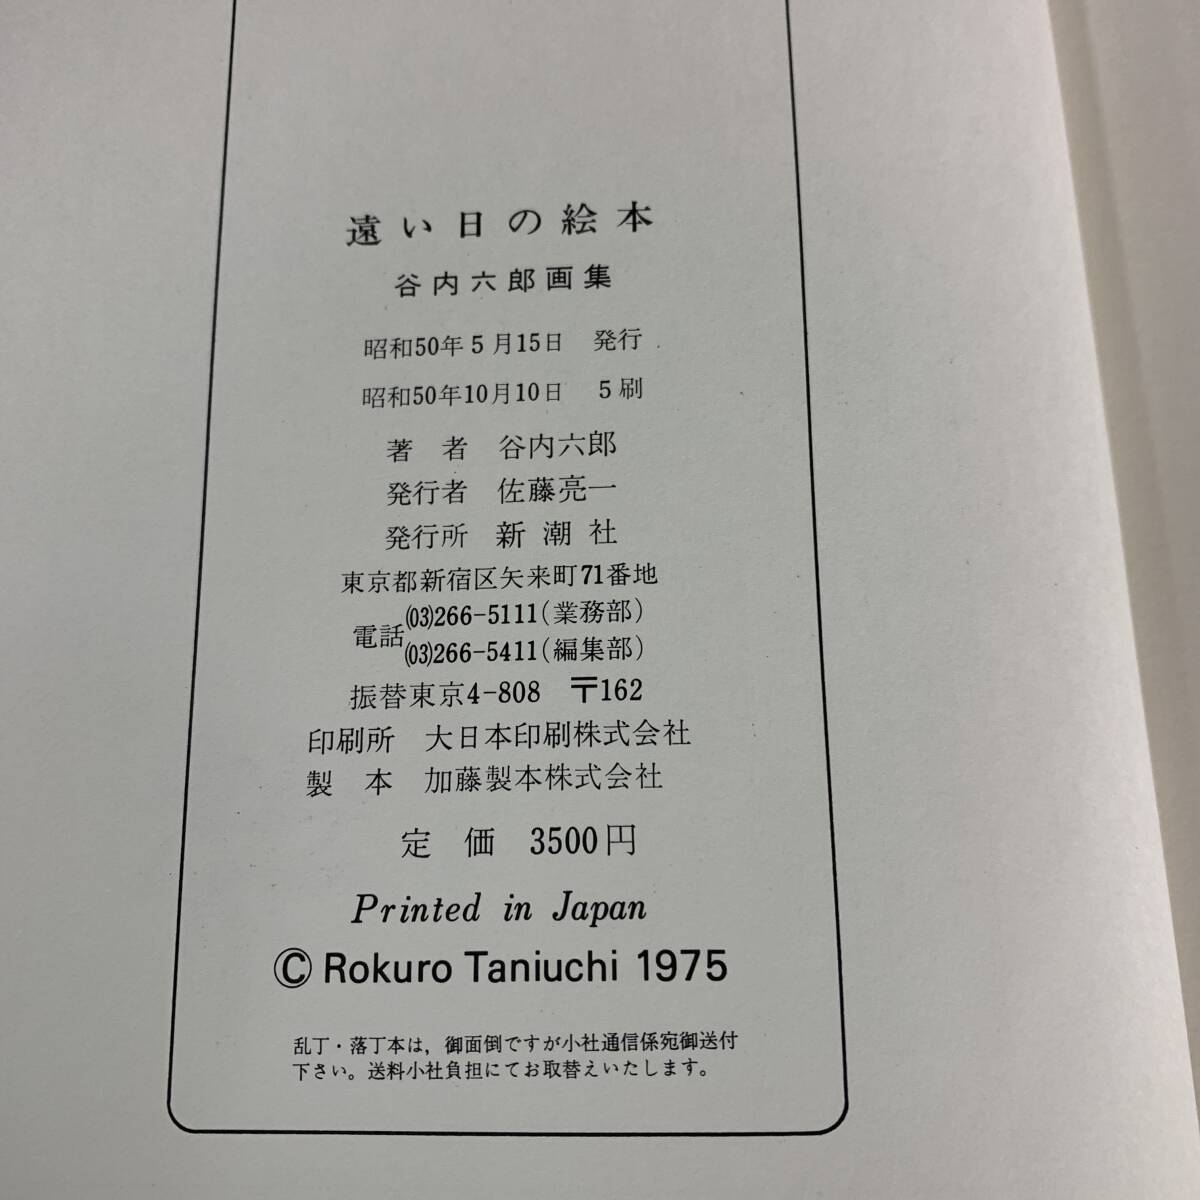 遠い日の絵本
谷内六郎画集
昭和50年5月15日 発行
昭和50年10月10日 5刷
著者 谷内六郎
発行者 佐藤亮一
発行所 新潮社
東京都新宿区矢来町71番地
電話 (03)266-5111(業務部)
(03)266-5411(編集部)
振替東京4-808 〒162
印刷所 大日本印刷株式会社
製本 加藤製本株式会社
定価 3500円
Printed in Japan
© Rokuro Taniuchi 1975
乱丁・落丁本は，御面倒ですが小社通信係宛御送付
下さい。送料小社負担にてお取替えいたします。